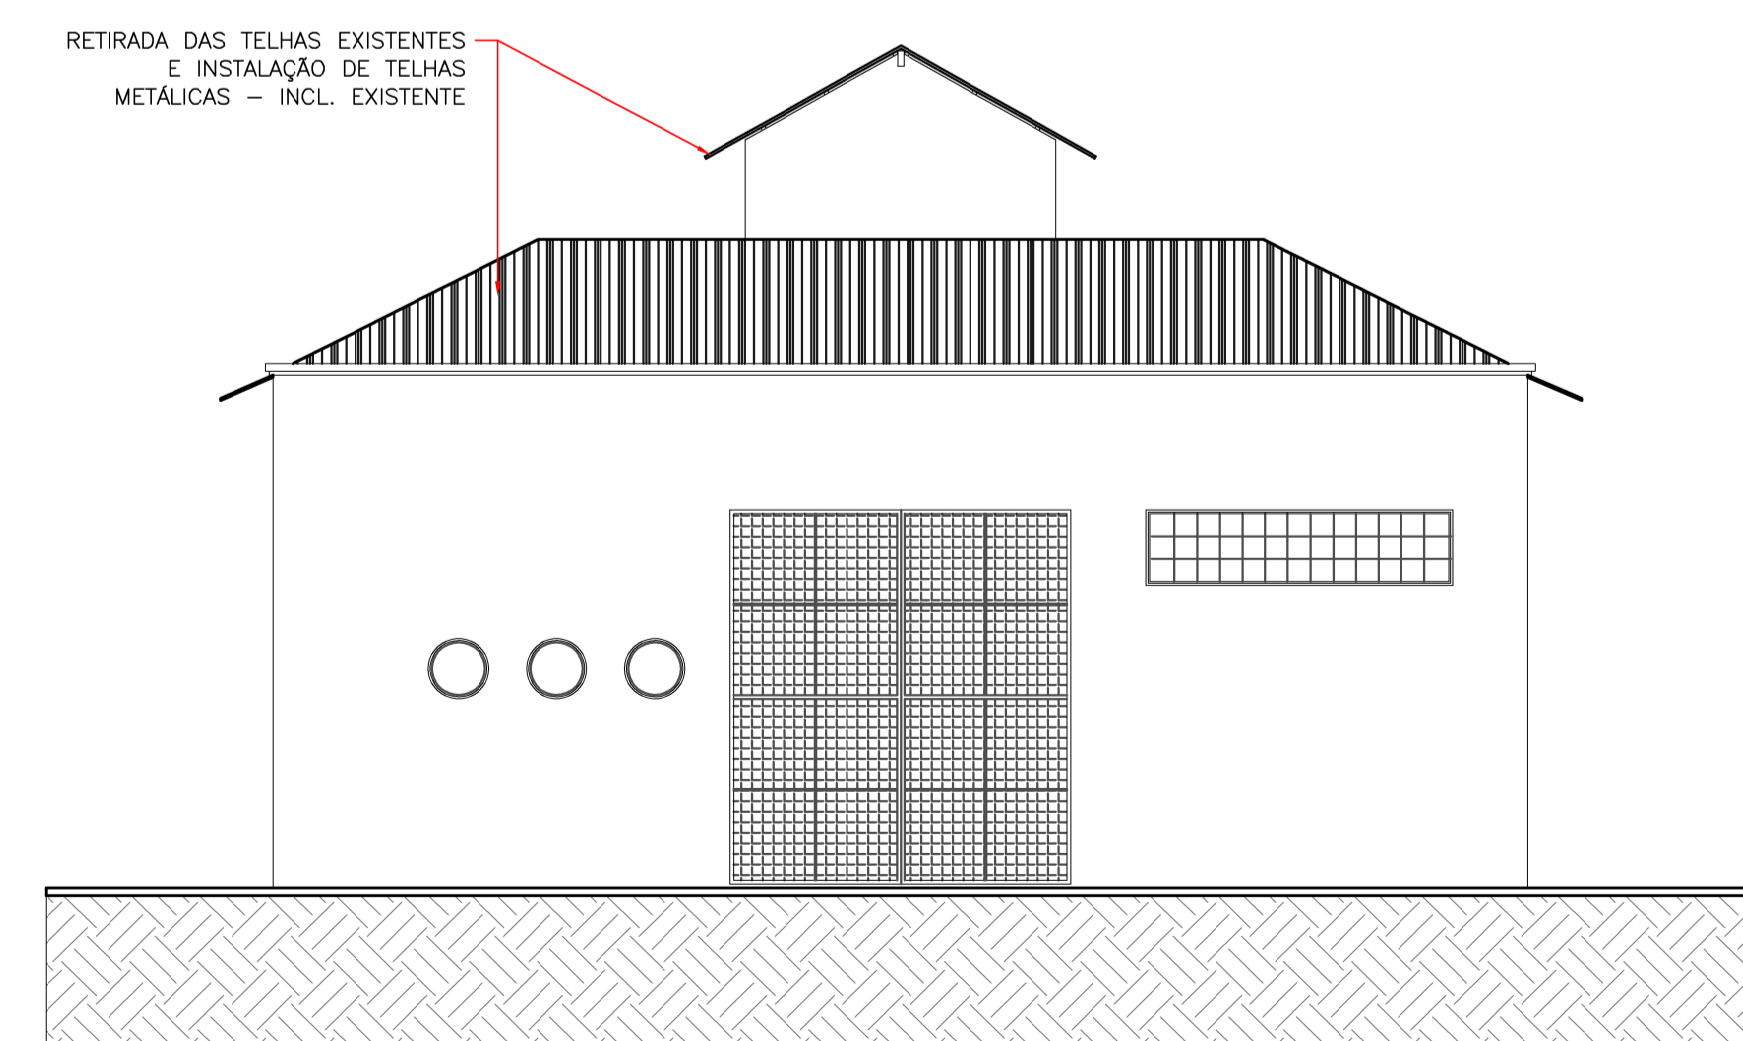 RETIRADA DAS TELHAS EXISTENTES
E INSTALAÇÃO DE TELHAS
METÁLICAS – INCL. EXISTENTE